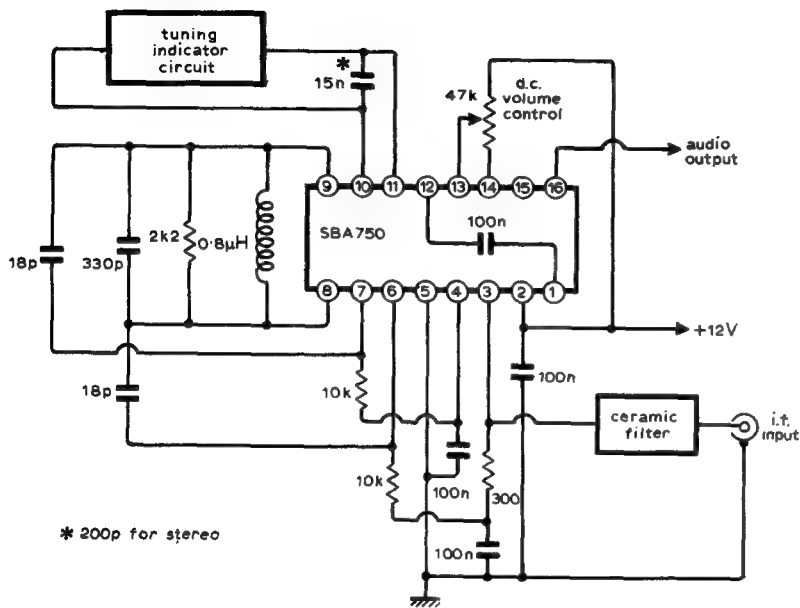 tuning
indicator
circuit
*
15n
47k
d.c.
volume
control
audio
output
9
10
11
12
13
14
15
16
100n
SBA750
18p
330p
2k2
0.8µH
8
7
6
5
4
3
2
1
+12V
18p
10k
100n
ceramic
filter
i.f.
input
10k
100n
300
* 200p for stereo
100n